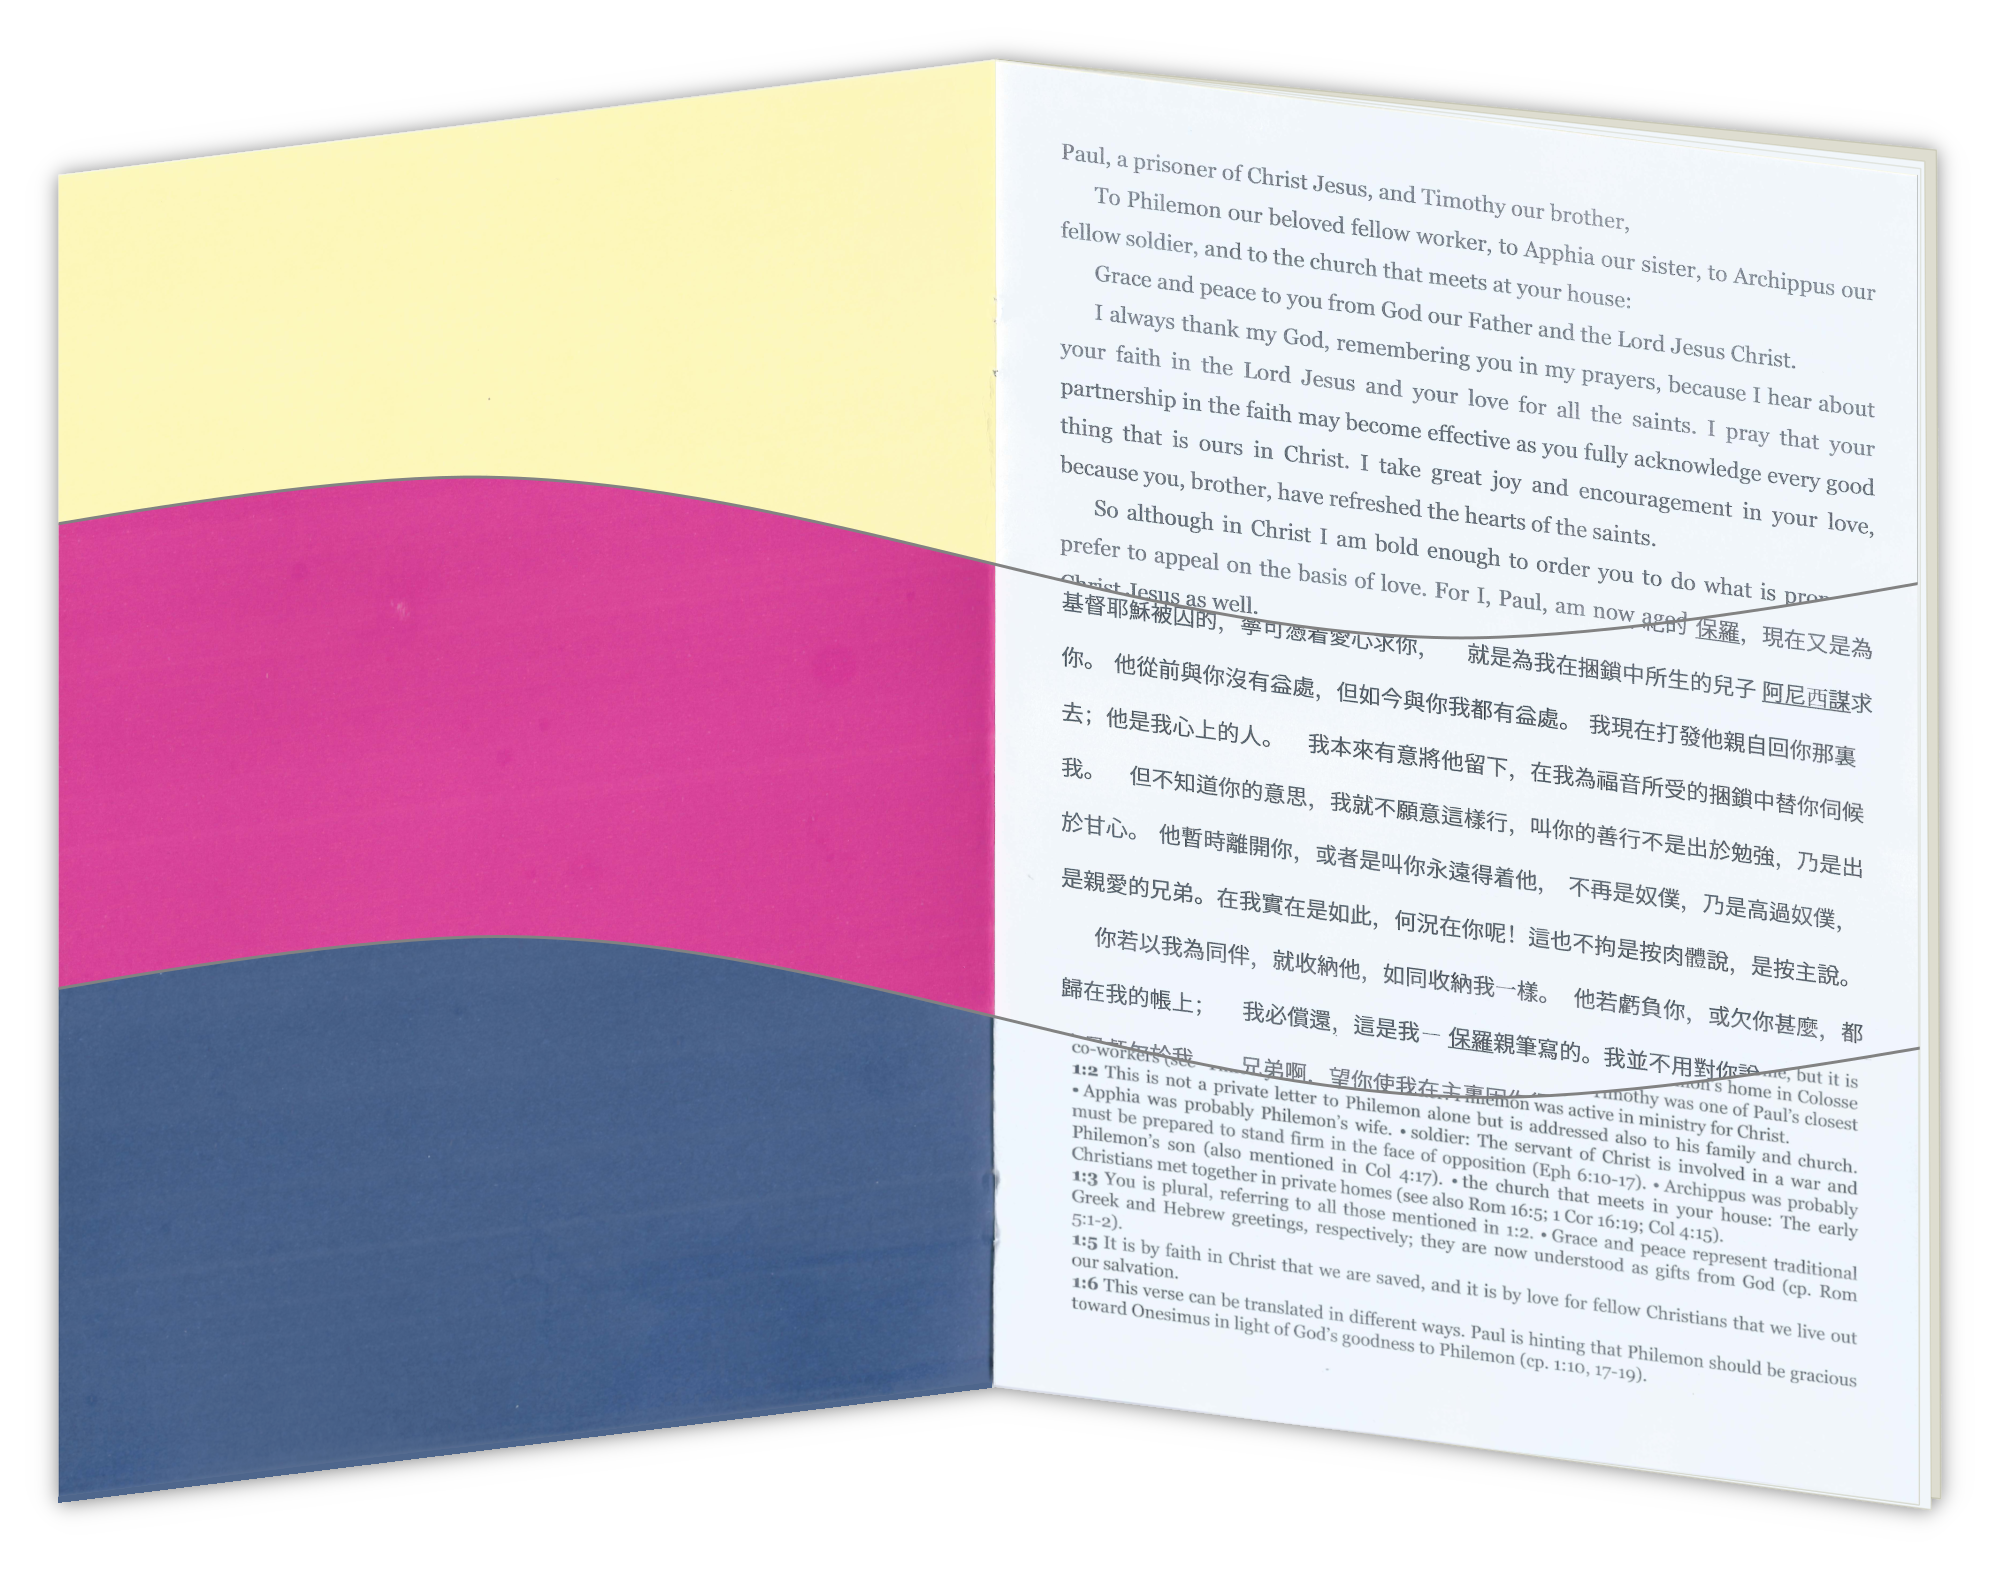 Paul, a prisoner of Christ Jesus, and Timothy our brother,
To Philemon our beloved fellow worker, to Apphia our sister, to Archippus our
fellow soldier, and to the church that meets at your house:
Grace and peace to you from God our Father and the Lord Jesus Christ.
I always thank my God, remembering you in my prayers, because I hear about
your faith in the Lord Jesus and your love for all the saints. I pray that your
partnership in the faith may become effective as you fully acknowledge every good
thing that is ours in Christ. I take great joy and encouragement in your love,
because you, brother, have refreshed the hearts of the saints.
So although in Christ I am bold enough to order you to do what is
prefer to appeal on the basis of love. For I, Paul, am now aged
Christ Jesus as well.
的 保羅，現在又是為
基督耶穌被囚的，寧可憑着愛心求你， 就是為我在捆鎖中所生的兒子 阿尼西謀求
你。 他從前與你沒有益處，但如今與你我都有益處。 我現在打發他親自回你那裏
去；他是我心上的人。 我本來有意將他留下，在我為福音所受的捆鎖中替你伺候
我。 但不知道你的意思，我就不願意這樣行，叫你的善行不是出於勉強，乃是出
於甘心。 他暫時離開你，或者是叫你永遠得着他， 不再是奴僕，乃是高過奴僕，
是親愛的兄弟。在我實在是如此，何況在你呢！這也不拘是按肉體說，是按主說。
你若以我為同伴，就收納他，如同收納我一樣。 他若虧負你，或欠你甚麼，都
歸在我的帳上； 我必償還，這是我一 保羅親筆寫的。我並不用對你說
於我 兄弟啊，望你使我在主裏因
but it is
home in Colosse
Timothy was one of Paul’s closest
co-workers (see Philemon was active in ministry for Christ.
1:2 This is not a private letter to Philemon alone but is addressed also to his family and church.
• Apphia was probably Philemon’s wife. • soldier: The servant of Christ is involved in a war and
must be prepared to stand firm in the face of opposition (Eph 6:10-17). • Archippus was probably
Philemon’s son (also mentioned in Col 4:17). • the church that meets in your house: The early
Christians met together in private homes (see also Rom 16:5; 1 Cor 16:19; Col 4:15).
1:3 You is plural, referring to all those mentioned in 1:2. • Grace and peace represent traditional
Greek and Hebrew greetings, respectively; they are now understood as gifts from God (cp. Rom
5:1-2).
1:5 It is by faith in Christ that we are saved, and it is by love for fellow Christians that we live out
our salvation.
1:6 This verse can be translated in different ways. Paul is hinting that Philemon should be gracious
toward Onesimus in light of God’s goodness to Philemon (cp. 1:10, 17-19).